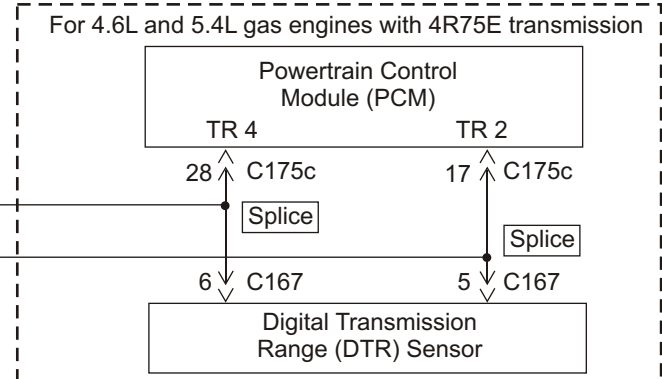 For 4.6L and 5.4L gas engines with 4R75E transmission
Powertrain Control
Module (PCM)
TR 4 TR 2
28 C175c 17 C175c
Splice
Splice
6 C167 5 C167
Digital Transmission
Range (DTR) Sensor